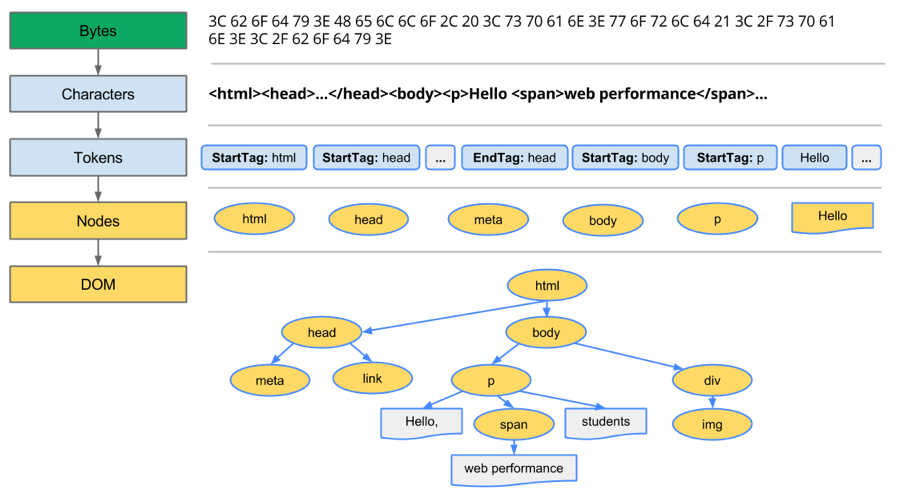 Bytes
3C 62 6F 64 79 3E 48 65 6C 6C 6F 2C 20 3C 73 70 61 6E 3E 77 6F 72 6C 64 21 3C 2F 73 70 61
6E 3E 3C 2F 62 6F 64 79 3E
Characters
<html><head>...</head><body><p>Hello <span>web performance</span>...
Tokens
StartTag: html
StartTag: head
...
EndTag: head
StartTag: body
StartTag: p
Hello
...
Nodes
html
head
meta
body
p
Hello
DOM
html
head
body
meta
link
p
div
Hello,
span
students
img
web performance